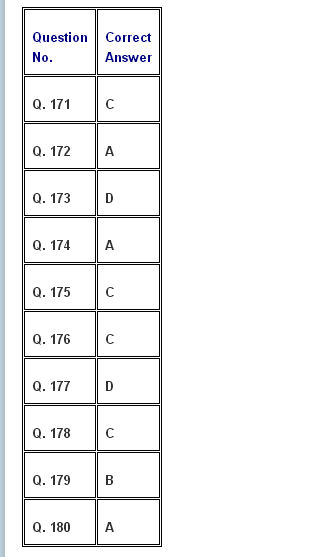 Question Correct
No. Answer
Q. 171 C
Q. 172 A
Q. 173 D
Q. 174 A
Q. 175 C
Q. 176 C
Q. 177 D
Q. 178 C
Q. 179 B
Q. 180 A